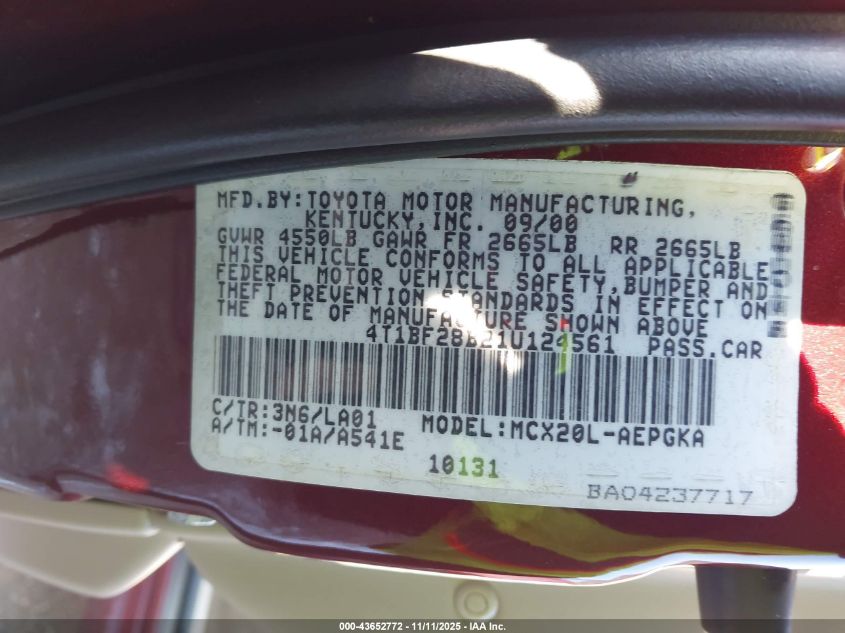 MFD.BY:TOYOTA MOTOR MANUFACTURING,
KENTUCKY,INC. 09/00
GVWR 4550LB GAWR FR 2665LB RR 2665LB
THIS VEHICLE CONFORMS TO ALL APPLICABLE
FEDERAL MOTOR VEHICLE SAFETY,BUMPER AND
THEFT PREVENTION STANDARDS IN EFFECT ON
THE DATE OF MANUFACTURE SHOWN ABOVE
4T1BF28B21U124561 PASS.CAR
C/TR:3N6/LA01 MODEL:MCX20L-AEPGKA
A/TM:-01A/A541E
10131
BA04237717
000-43652772 - 11/11/2025 - IAA Inc.